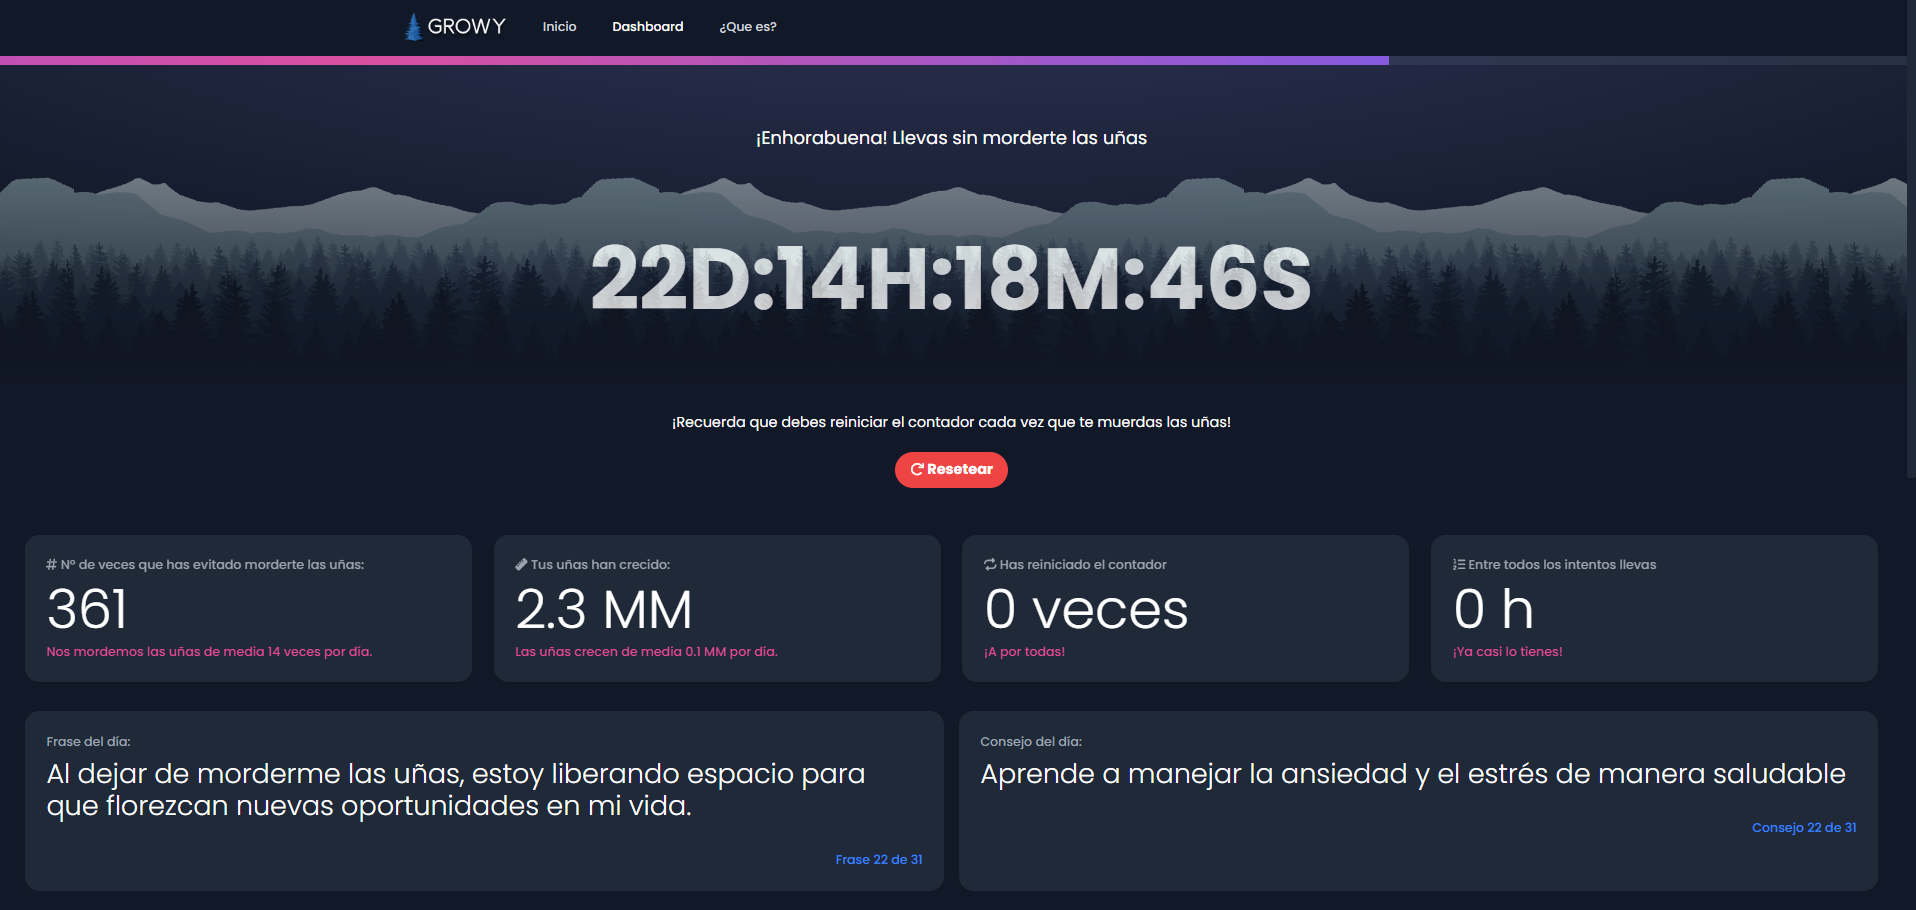 GROWY
Inicio
Dashboard
¿Que es?
¡Enhorabuena! Llevas sin morderte las uñas
22D:14H:18M:46S
¡Recuerda que debes reiniciar el contador cada vez que te muerdas las uñas!
Resetear
Nº de veces que has evitado morderte las uñas:
361
Nos mordemos las uñas de media 14 veces por día.
Tus uñas han crecido:
2.3 MM
Las uñas crecen de media 0.1 MM por día.
Has reiniciado el contador
0 veces
¡A por todas!
Entre todos los intentos llevas
0 h
¡Ya casi lo tienes!
Frase del día:
Al dejar de morderme las uñas, estoy liberando espacio para
que florezcan nuevas oportunidades en mi vida.
Frase 22 de 31
Consejo del día:
Aprende a manejar la ansiedad y el estrés de manera saludable
Consejo 22 de 31